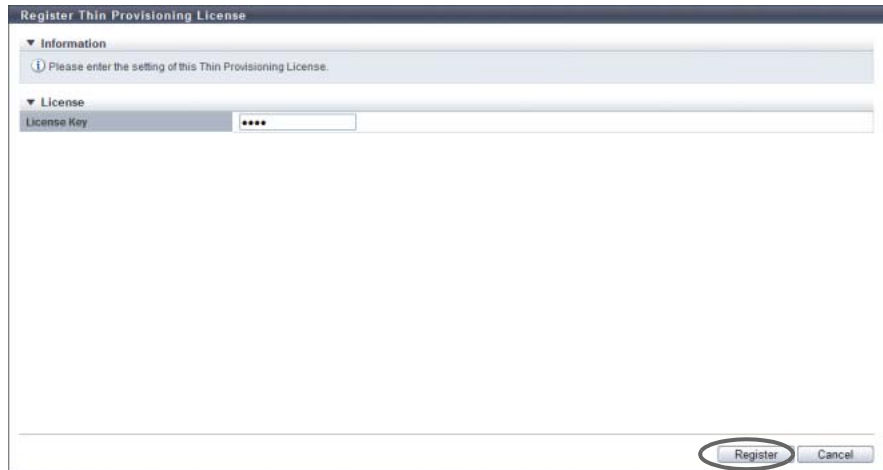 Register Thin Provisioning License
Information
Please enter the setting of this Thin Provisioning License.
License
License Key ••••
Register Cancel